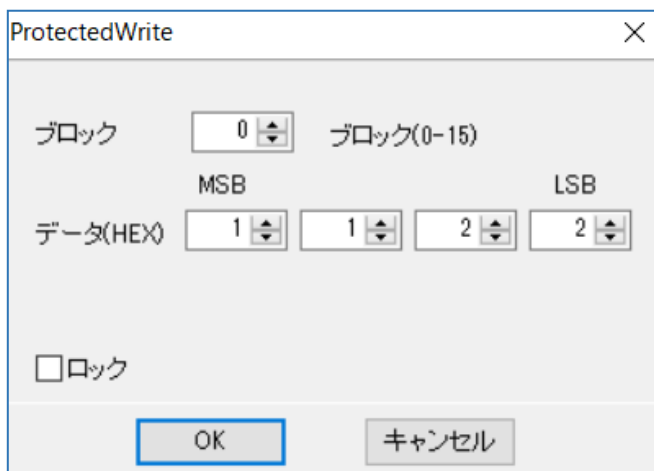 ProtectedWrite
ブロック 0 ブロック(0-15)
MSB LSB
データ(HEX) 1 1 2 2
ロック
OK キャンセル